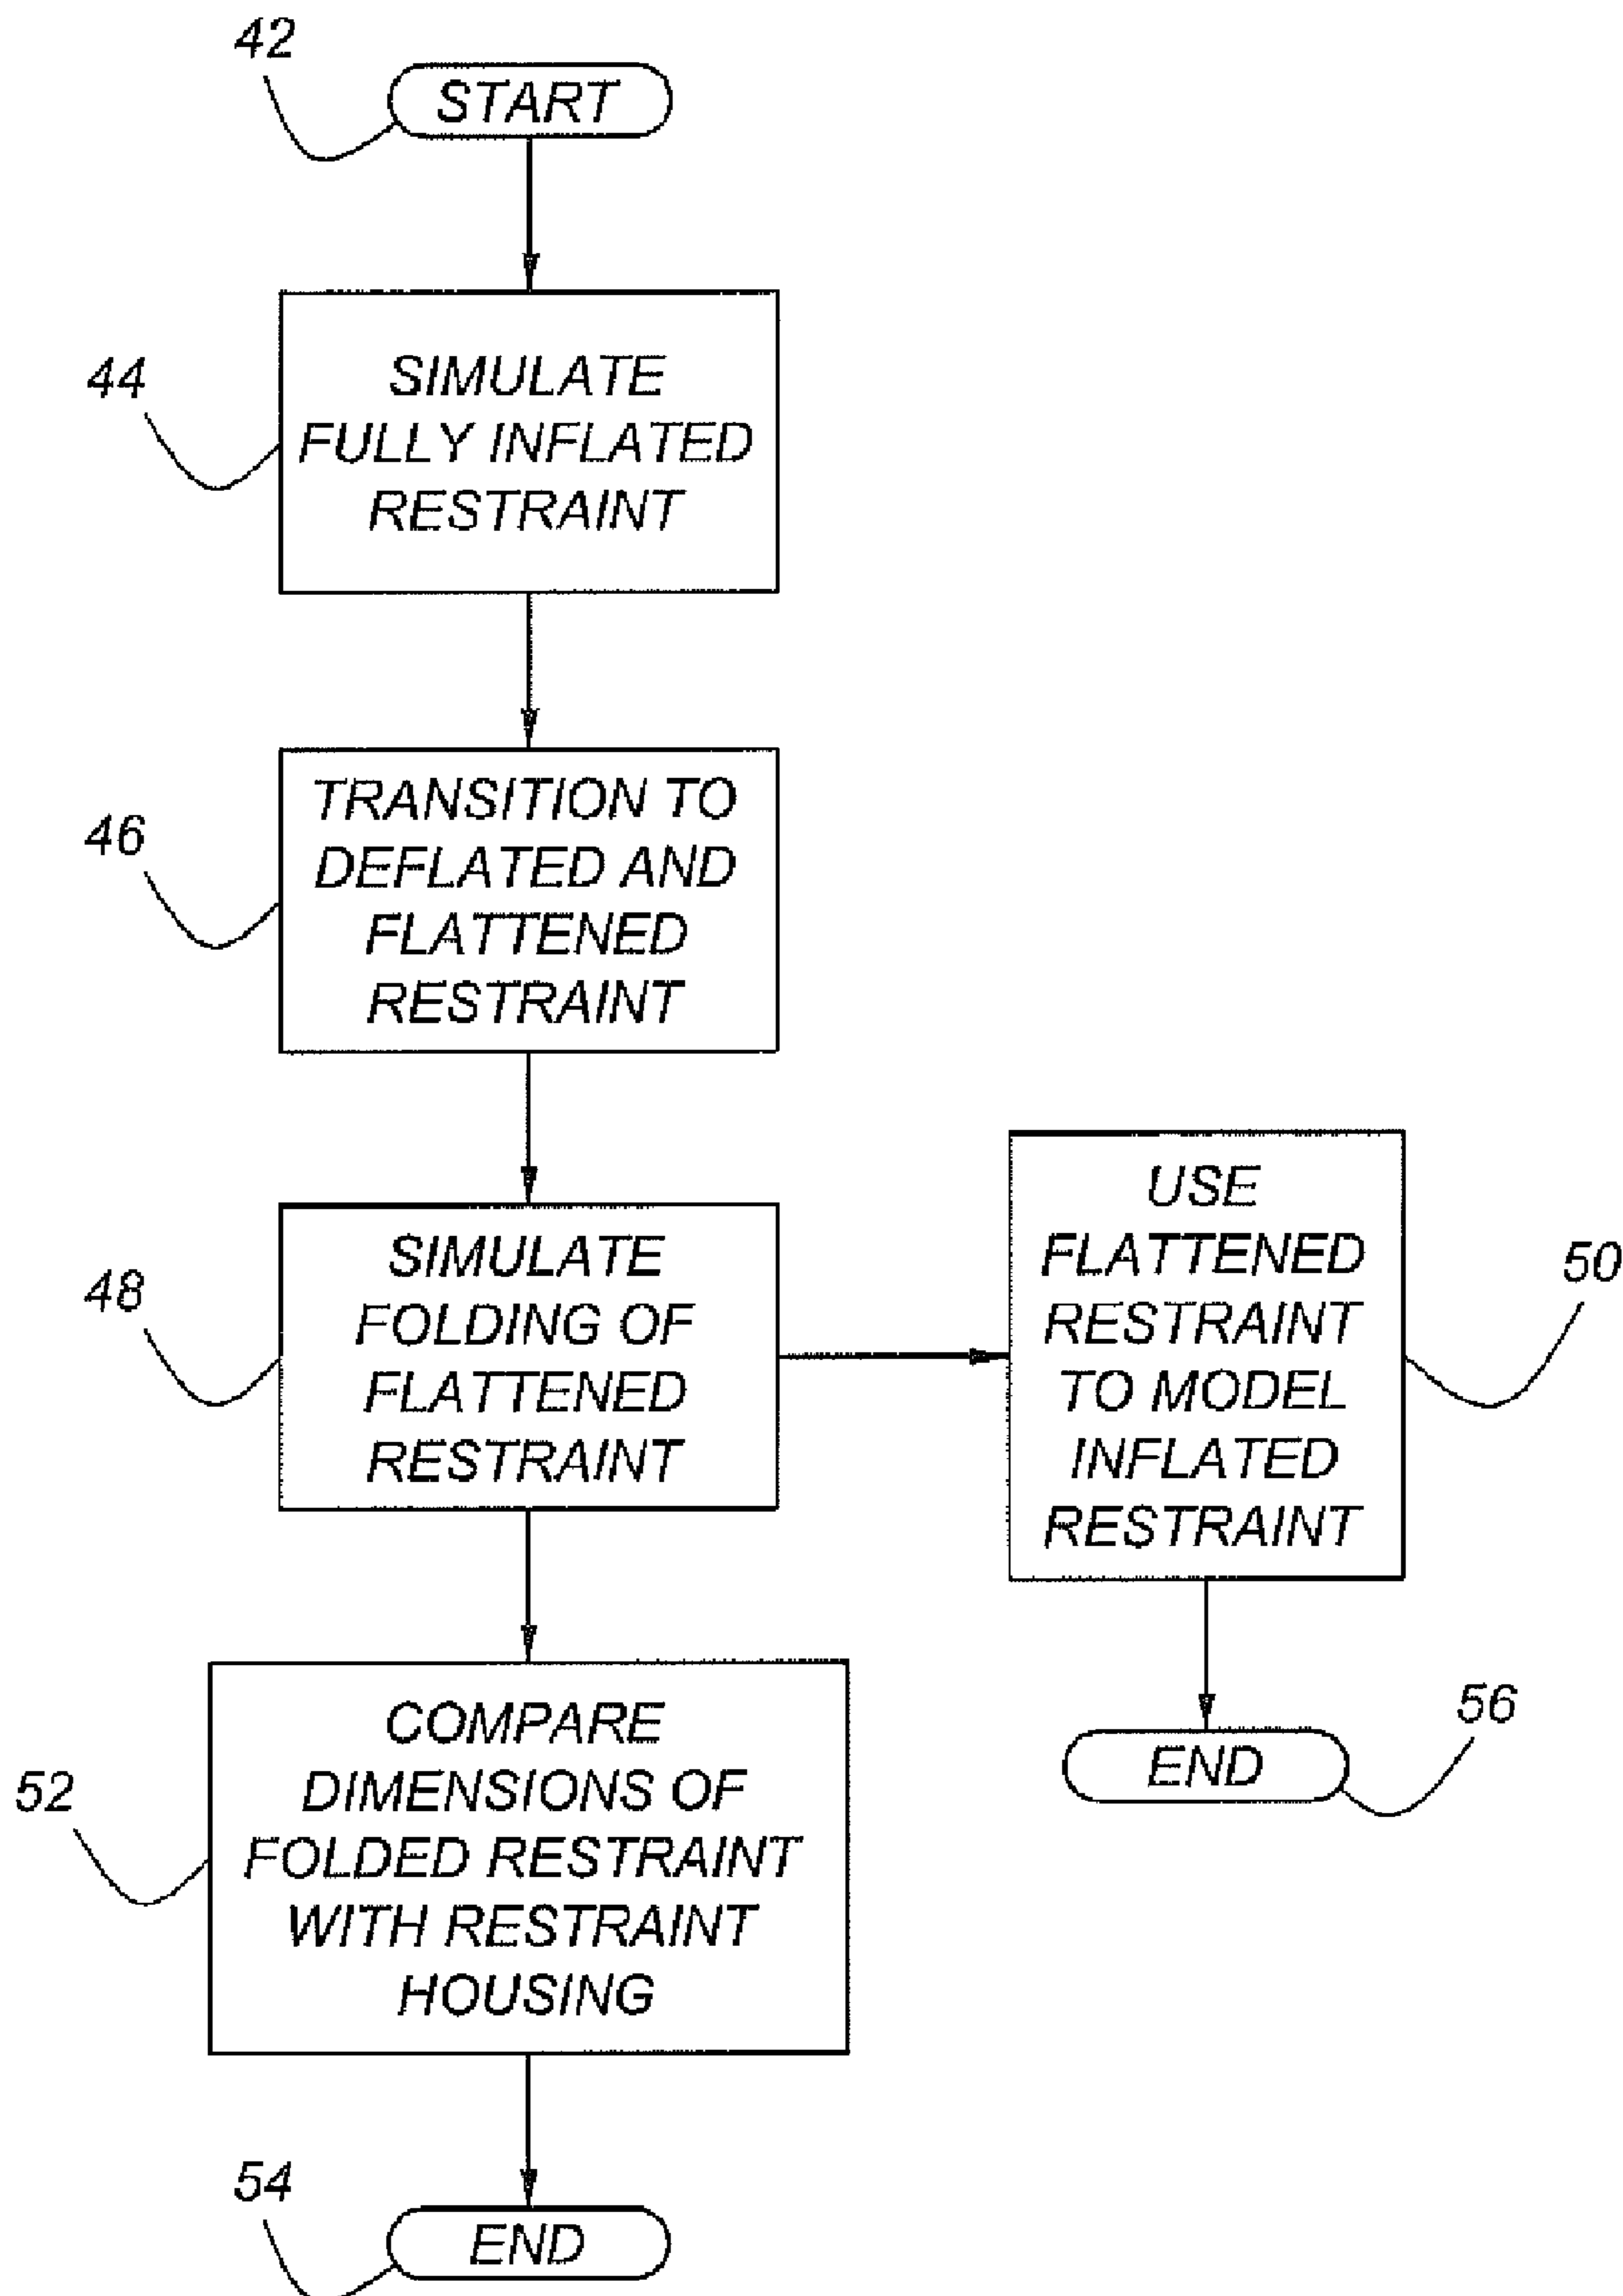 42
START
44
SIMULATE
FULLY INFLATED
RESTRAINT
46
TRANSITION TO
DEFLATED AND
FLATTENED
RESTRAINT
48
SIMULATE
FOLDING OF
FLATTENED
RESTRAINT
USE
FLATTENED
RESTRAINT
TO MODEL
INFLATED
RESTRAINT
50
52
COMPARE
DIMENSIONS OF
FOLDED RESTRAINT
WITH RESTRAINT
HOUSING
END
56
54
END